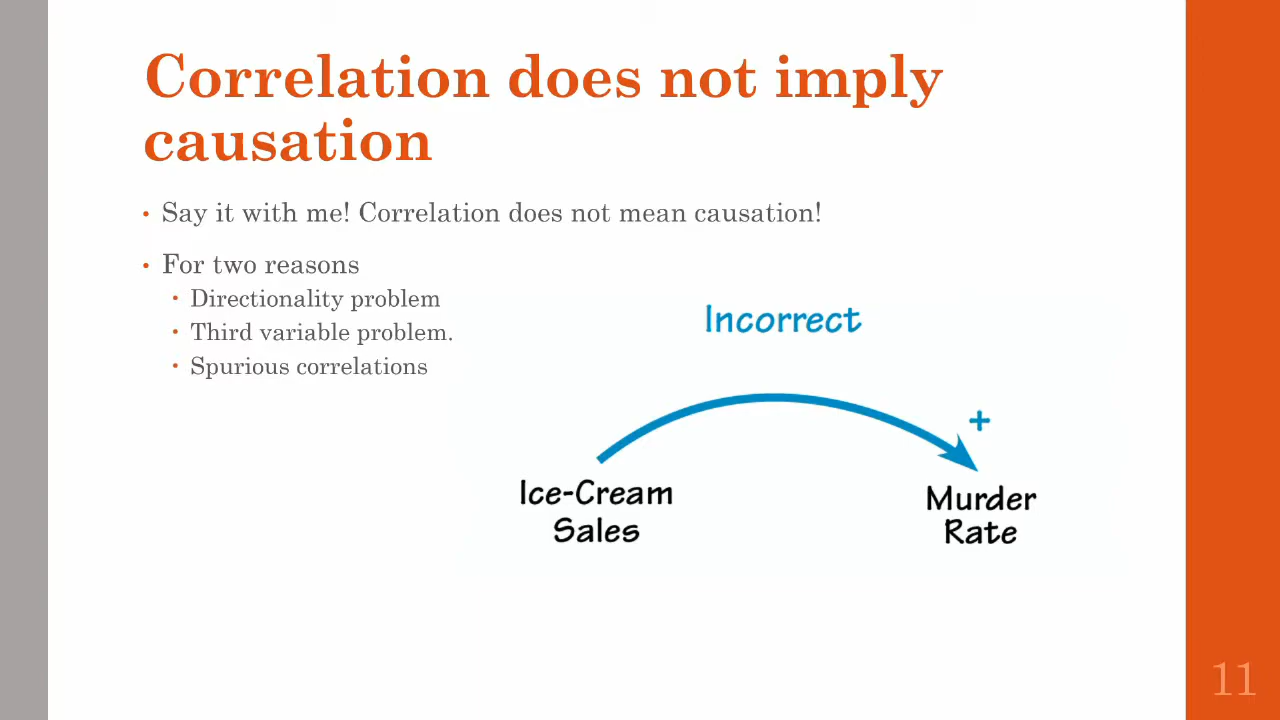 Correlation does not imply
causation
• Say it with me! Correlation does not mean causation!
• For two reasons
• Directionality problem
• Third variable problem.
• Spurious correlations
Incorrect
+
Ice-Cream
Sales
Murder
Rate
11